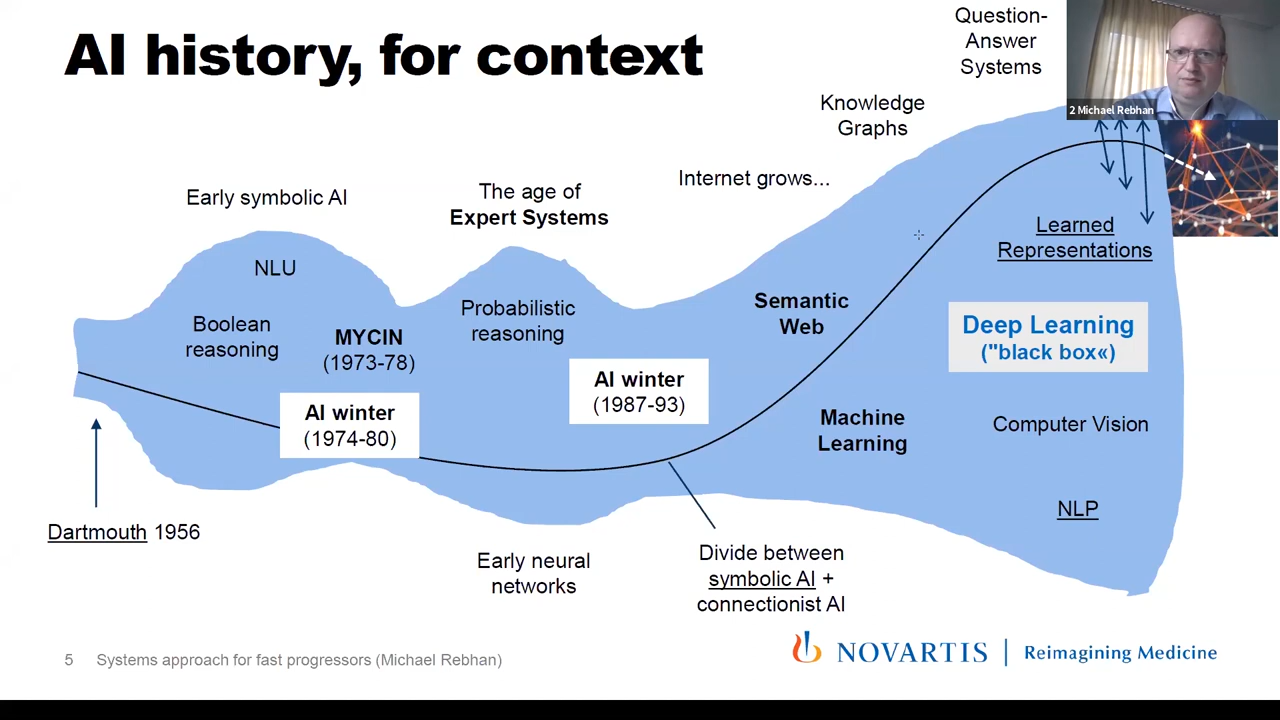 AI history, for context
Question-
Answer
Systems
2 Michael Rebhan
Knowledge
Graphs
Internet grows...
Early symbolic AI
The age of
Expert Systems
Learned
Representations
NLU
Boolean
reasoning
MYCIN
(1973-78)
Probabilistic
reasoning
Semantic
Web
Deep Learning
("black box«)
AI winter
(1974-80)
AI winter
(1987-93)
Machine
Learning
Computer Vision
NLP
Dartmouth 1956
Early neural
networks
Divide between
symbolic AI +
connectionist AI
5 Systems approach for fast progressors (Michael Rebhan)
NOVARTIS | Reimagining Medicine